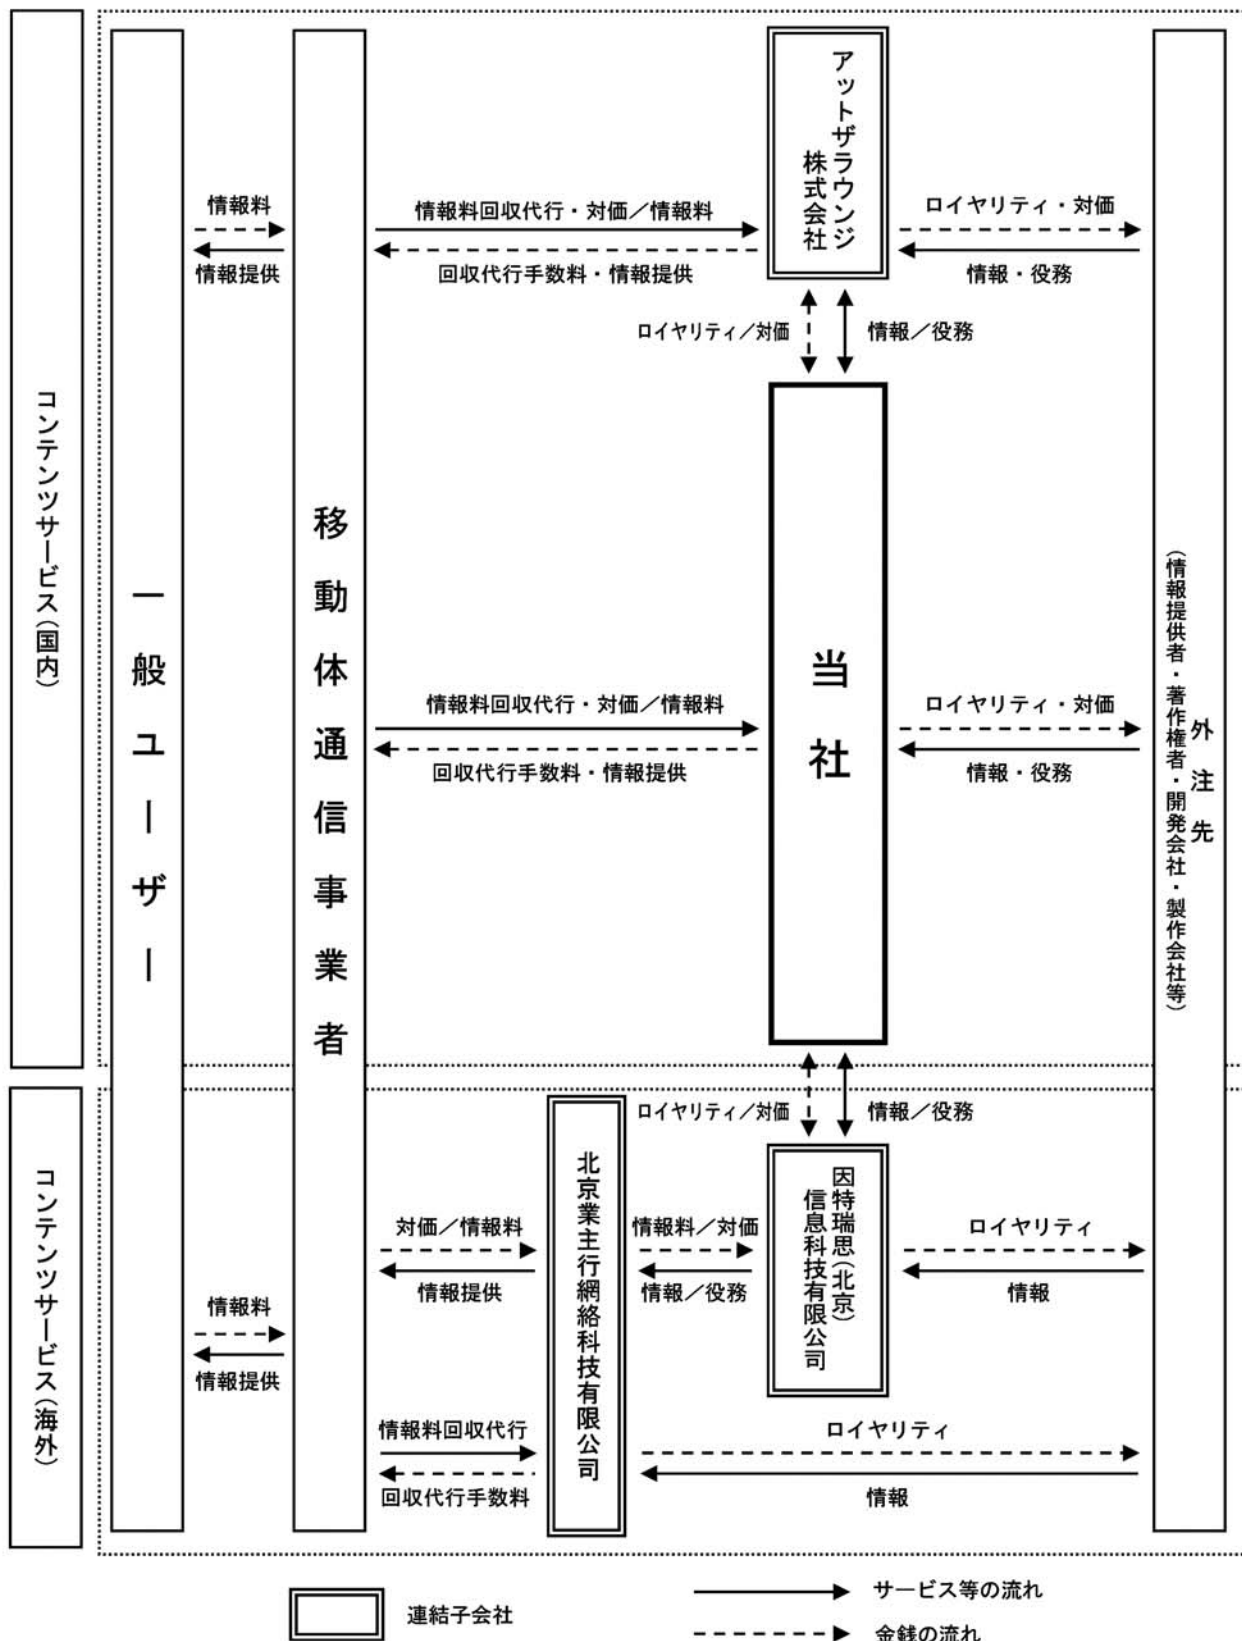 コンテンツサービス(国内)
一般ユーザー
移動体通信事業者
アットザラウンジ
株式会社
情報料
情報提供
情報料回収代行・対価／情報料
回収代行手数料・情報提供
ロイヤリティ・対価
情報・役務
ロイヤリティ／対価
情報／役務
当社
情報料回収代行・対価／情報料
回収代行手数料・情報提供
ロイヤリティ・対価
情報・役務
外注先
(情報提供者・著作権者・開発会社・製作会社等)
ロイヤリティ／対価
情報／役務
コンテンツサービス(海外)
北京業主行網絡科技有限公司
因特瑞思(北京)
信息科技有限公司
対価／情報料
情報提供
情報料／対価
情報／役務
ロイヤリティ
情報
情報料
情報提供
情報料回収代行
回収代行手数料
ロイヤリティ
情報
連結子会社
サービス等の流れ
金銭の流れ